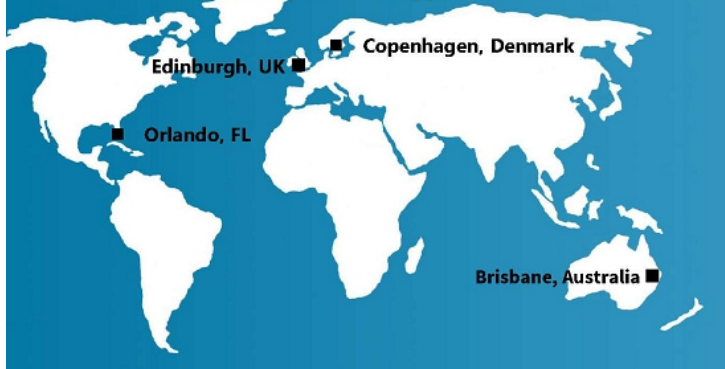 Copenhagen, Denmark
Edinburgh, UK
Orlando, FL
Brisbane, Australia